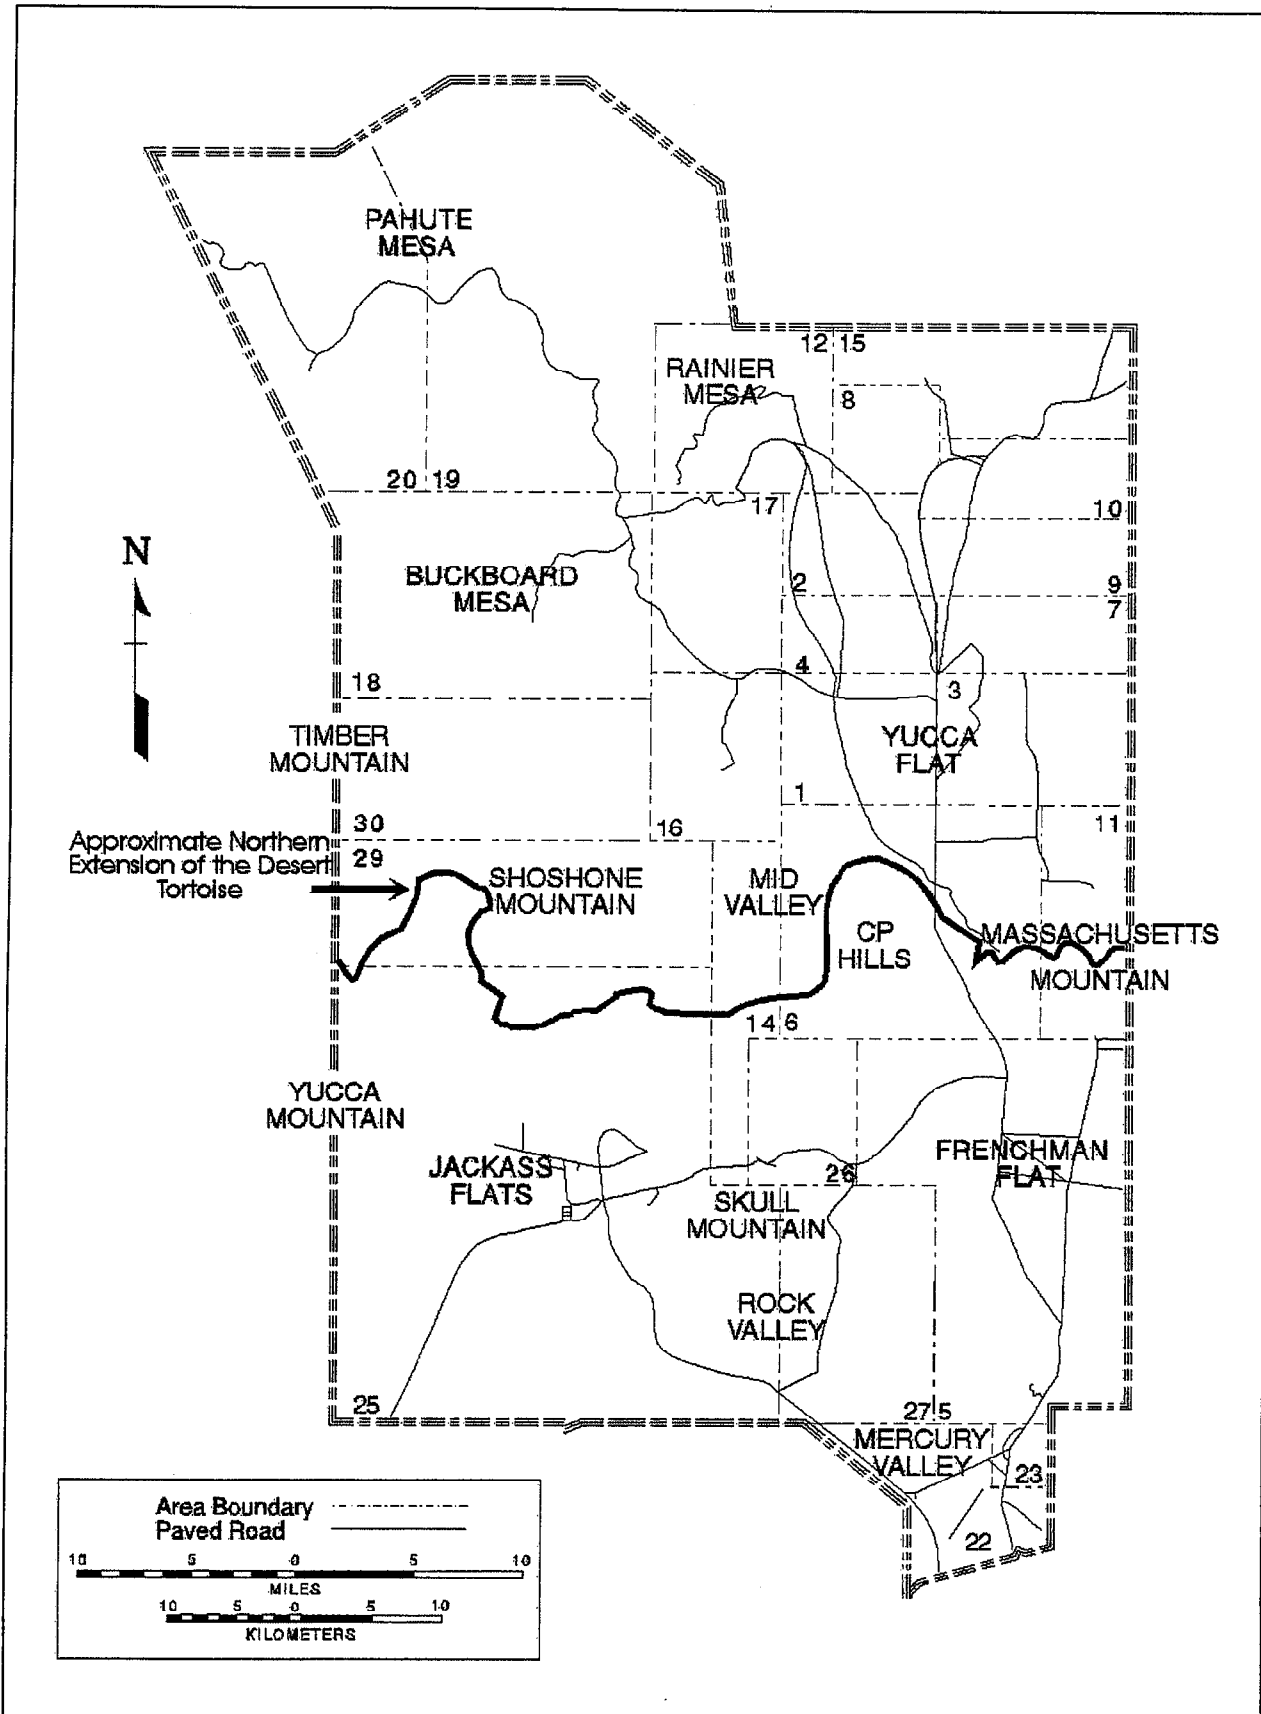 PAHUTE
MESA
12 15
RAINIER
MESA
8
20 19
17
10
N
BUCKBOARD
MESA
2
9
7
4
3
18
TIMBER
MOUNTAIN
YUCCA
FLAT
1
30
16
11
Approximate Northern
Extension of the Desert
Tortoise
29
SHOSHONE
MOUNTAIN
MID
VALLEY
CP
HILLS
MASSACHUSETTS
MOUNTAIN
14 6
YUCCA
MOUNTAIN
JACKASS
FLATS
FRENCHMAN
FLAT
26
SKULL
MOUNTAIN
ROCK
VALLEY
25
27 5
MERCURY
VALLEY
23
22
Area Boundary
Paved Road
10 5 0 5 10
MILES
10 5 0 5 10
KILOMETERS